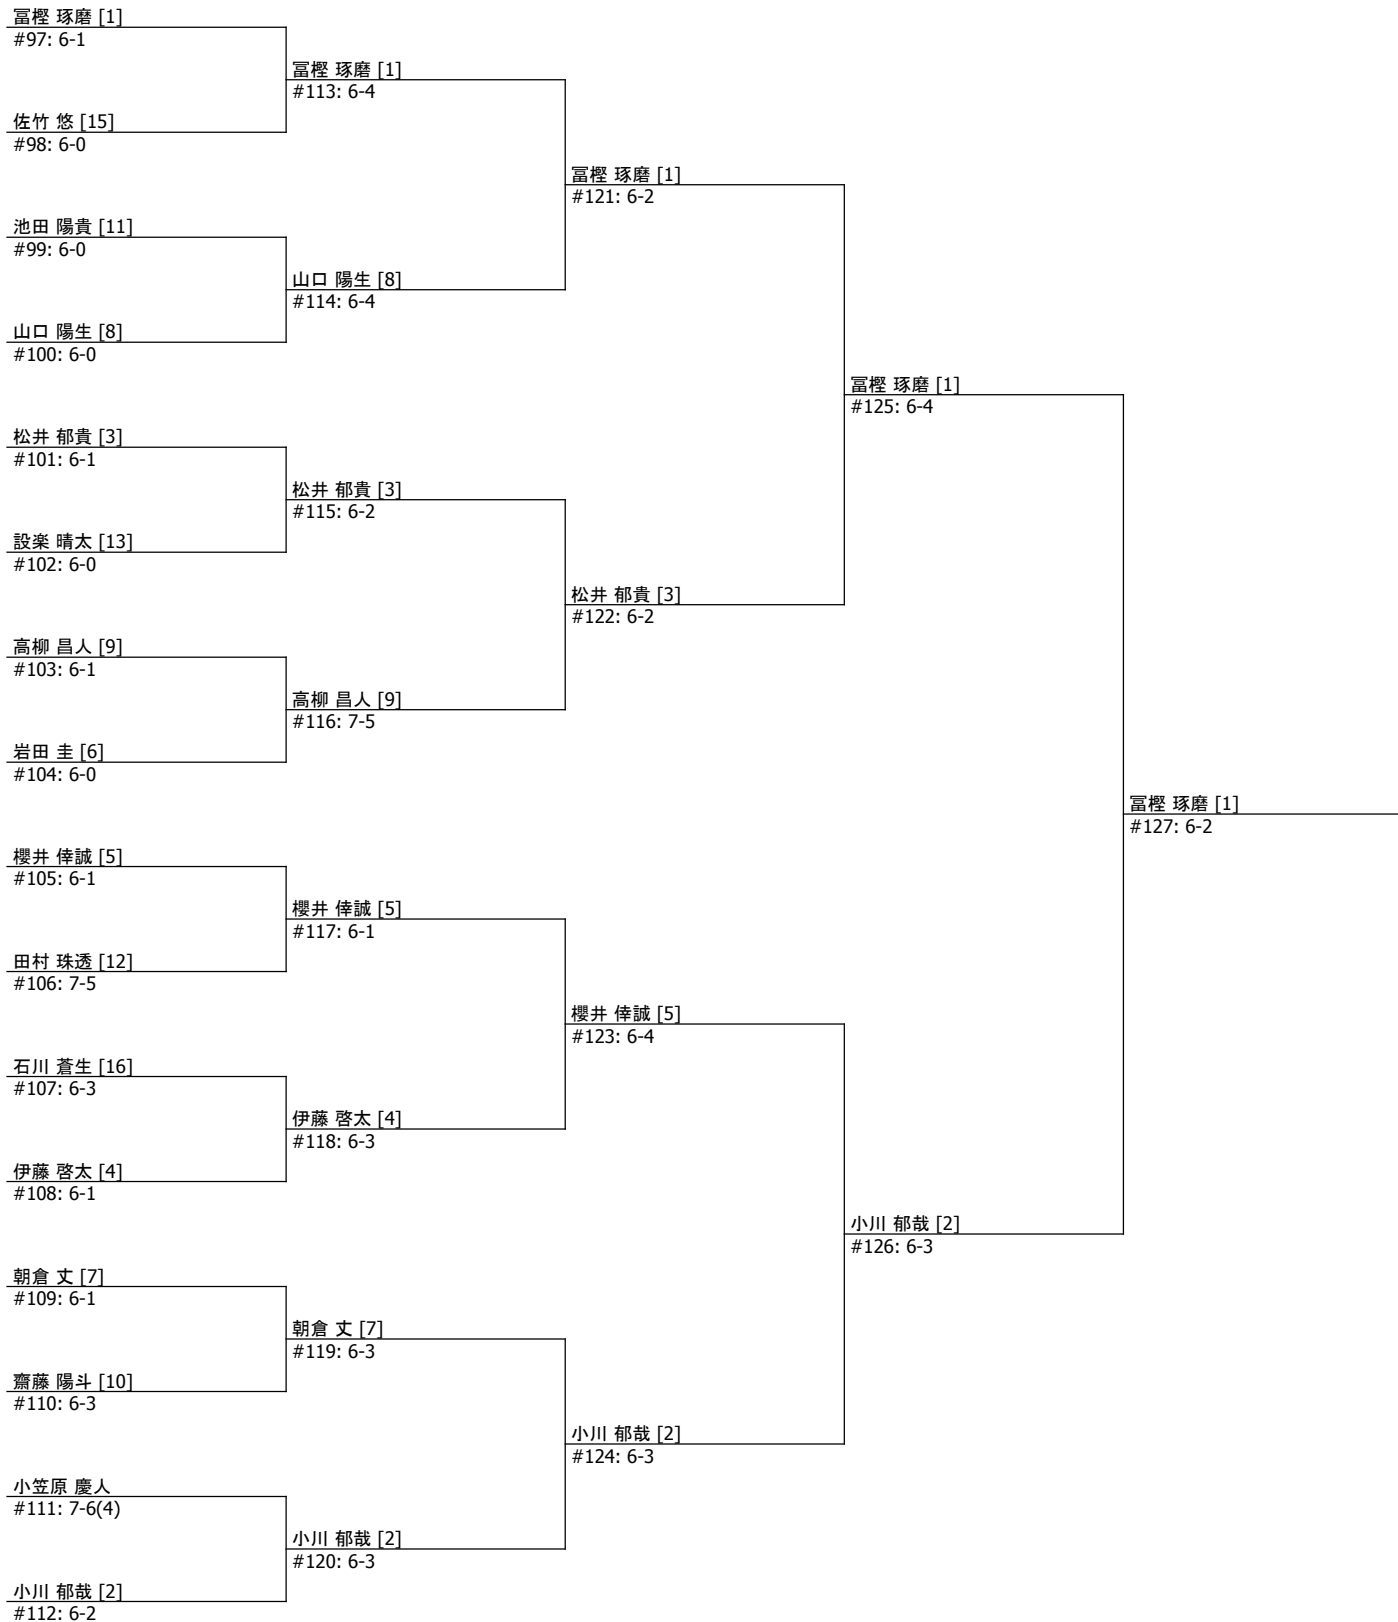 冨樫 琢磨 [1]
#97: 6-1
佐竹 悠 [15]
#98: 6-0
池田 陽貴 [11]
#99: 6-0
山口 陽生 [8]
#100: 6-0
松井 郁貴 [3]
#101: 6-1
設楽 晴太 [13]
#102: 6-0
高柳 昌人 [9]
#103: 6-1
岩田 圭 [6]
#104: 6-0
櫻井 倖誠 [5]
#105: 6-1
田村 珠透 [12]
#106: 7-5
石川 蒼生 [16]
#107: 6-3
伊藤 啓太 [4]
#108: 6-1
朝倉 丈 [7]
#109: 6-1
齋藤 陽斗 [10]
#110: 6-3
小笠原 慶人
#111: 7-6(4)
小川 郁哉 [2]
#112: 6-2
冨樫 琢磨 [1]
#113: 6-4
山口 陽生 [8]
#114: 6-4
松井 郁貴 [3]
#115: 6-2
高柳 昌人 [9]
#116: 7-5
櫻井 倖誠 [5]
#117: 6-1
伊藤 啓太 [4]
#118: 6-3
朝倉 丈 [7]
#119: 6-3
小川 郁哉 [2]
#120: 6-3
冨樫 琢磨 [1]
#121: 6-2
松井 郁貴 [3]
#122: 6-2
櫻井 倖誠 [5]
#123: 6-4
小川 郁哉 [2]
#124: 6-3
冨樫 琢磨 [1]
#125: 6-4
小川 郁哉 [2]
#126: 6-3
冨樫 琢磨 [1]
#127: 6-2